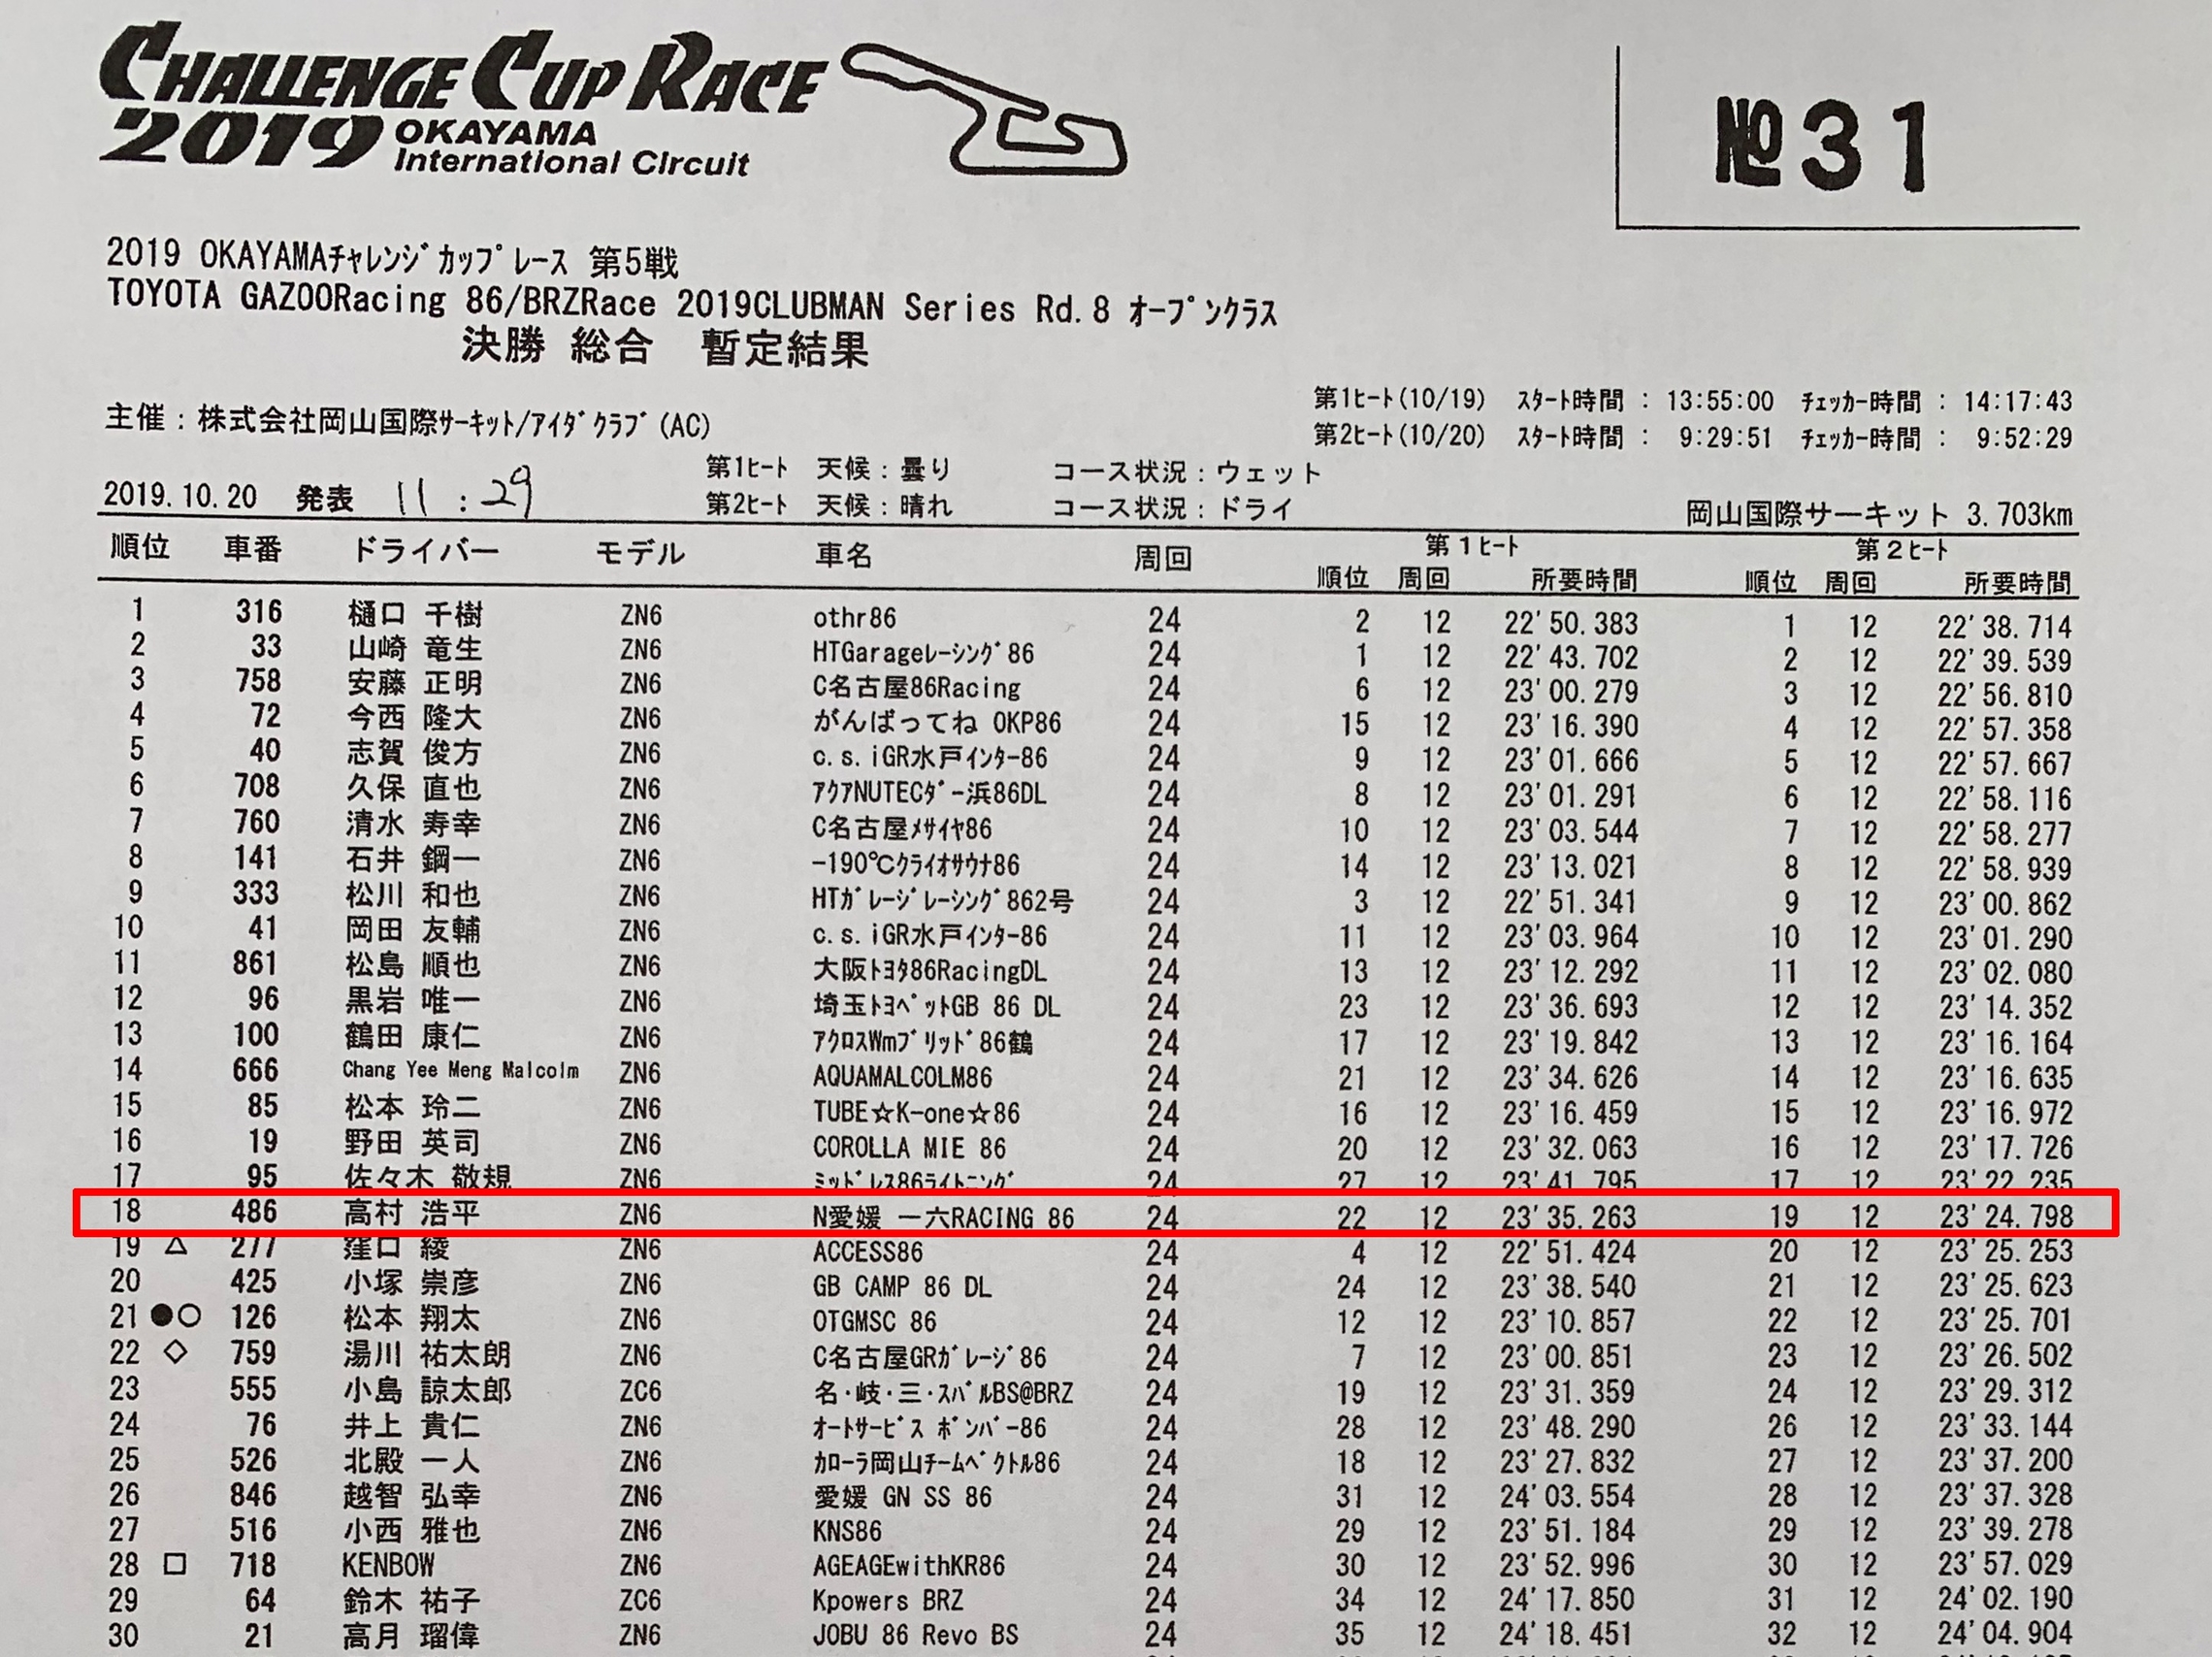 CHALLENGE CUP RACE
2019 OKAYAMA
International Circuit
№31
2019 OKAYAMAﾁｬﾚﾝｼﾞｶｯﾌﾟﾚｰｽ 第5戦
TOYOTA GAZOORacing 86/BRZRace 2019CLUBMAN Series Rd.8 ｵｰﾌﾟﾝｸﾗｽ
決勝 総合 暫定結果
第1ﾋｰﾄ(10/19) ｽﾀｰﾄ時間 : 13:55:00 ﾁｪｯｶｰ時間 : 14:17:43
主催：株式会社岡山国際ｻｰｷｯﾄ/ｱｲﾀﾞｸﾗﾌﾞ(AC)
第2ﾋｰﾄ(10/20) ｽﾀｰﾄ時間 : 9:29:51 ﾁｪｯｶｰ時間 : 9:52:29
第1ﾋｰﾄ 天候：曇り コース状況：ウェット
2019.10.20 発表 11:29
第2ﾋｰﾄ 天候：晴れ コース状況：ドライ
岡山国際サーキット 3.703km
順位 車番 ドライバー モデル 車名 周回 第1ﾋｰﾄ 第2ﾋｰﾄ
順位 周回 所要時間 順位 周回 所要時間
1 316 樋口 千樹 ZN6 othr86 24 2 12 22'50.383 1 12 22'38.714
2 33 山崎 竜生 ZN6 HTGarageﾚｰｼﾝｸﾞ86 24 1 12 22'43.702 2 12 22'39.539
3 758 安藤 正明 ZN6 C名古屋86Racing 24 6 12 23'00.279 3 12 22'56.810
4 72 今西 隆大 ZN6 がんばってね OKP86 24 15 12 23'16.390 4 12 22'57.358
5 40 志賀 俊方 ZN6 c.s.iGR水戸ｲﾝﾀｰ86 24 9 12 23'01.666 5 12 22'57.667
6 708 久保 直也 ZN6 ｱｸｱNUTECﾀﾞｰ浜86DL 24 8 12 23'01.291 6 12 22'58.116
7 760 清水 寿幸 ZN6 C名古屋ﾒｻｲﾔ86 24 10 12 23'03.544 7 12 22'58.277
8 141 石井 鋼一 ZN6 -190℃ｸﾗｲｵｻｳﾅ86 24 14 12 23'13.021 8 12 22'58.939
9 333 松川 和也 ZN6 HTｶﾞﾚｰｼﾞﾚｰｼﾝｸﾞ862号 24 3 12 22'51.341 9 12 23'00.862
10 41 岡田 友輔 ZN6 c.s.iGR水戸ｲﾝﾀｰ86 24 11 12 23'03.964 10 12 23'01.290
11 861 松島 順也 ZN6 大阪ﾄﾖﾀ86RacingDL 24 13 12 23'12.292 11 12 23'02.080
12 96 黒岩 唯一 ZN6 埼玉ﾄﾖﾍﾟｯﾄGB 86 DL 24 23 12 23'36.693 12 12 23'14.352
13 100 鶴田 康仁 ZN6 ｱｸﾛｽWmﾌﾞﾘｯﾄﾞ86鶴 24 17 12 23'19.842 13 12 23'16.164
14 666 Chang Yee Meng Malcolm ZN6 AQUAMALCOLM86 24 21 12 23'34.626 14 12 23'16.635
15 85 松本 玲二 ZN6 TUBE☆K-one☆86 24 16 12 23'16.459 15 12 23'16.972
16 19 野田 英司 ZN6 COROLLA MIE 86 24 20 12 23'32.063 16 12 23'17.726
17 95 佐々木 敬規 ZN6 ﾐｯﾄﾞﾚｽ86ﾗｲﾄﾆﾝｸﾞ 24 27 12 23'41.795 17 12 23'22.235
18 486 高村 浩平 ZN6 N愛媛 一六RACING 86 24 22 12 23'35.263 19 12 23'24.798
19 △ 277 窪口 綾 ZN6 ACCESS86 24 4 12 22'51.424 20 12 23'25.253
20 425 小塚 崇彦 ZN6 GB CAMP 86 DL 24 24 12 23'38.540 21 12 23'25.623
21 ●○ 126 松本 翔太 ZN6 OTGMSC 86 24 12 12 23'10.857 22 12 23'25.701
22 ◇ 759 湯川 祐太朗 ZN6 C名古屋GRｶﾞﾚｰｼﾞ86 24 7 12 23'00.851 23 12 23'26.502
23 555 小島 諒太郎 ZC6 名･岐･三･ｽﾊﾞﾙBS@BRZ 24 19 12 23'31.359 24 12 23'29.312
24 76 井上 貴仁 ZN6 ｵｰﾄｻｰﾋﾞｽ ﾎﾞﾝﾊﾞｰ86 24 28 12 23'48.290 26 12 23'33.144
25 526 北殿 一人 ZN6 ｶﾛｰﾗ岡山ﾁｰﾑﾍﾞｸﾄﾙ86 24 18 12 23'27.832 27 12 23'37.200
26 846 越智 弘幸 ZN6 愛媛 GN SS 86 24 31 12 24'03.554 28 12 23'37.328
27 516 小西 雅也 ZN6 KNS86 24 29 12 23'51.184 29 12 23'39.278
28 □ 718 KENBOW ZN6 AGEAGEwithKR86 24 30 12 23'52.996 30 12 23'57.029
29 64 鈴木 祐子 ZC6 Kpowers BRZ 24 34 12 24'17.850 31 12 24'02.190
30 21 高月 瑠偉 ZN6 JOBU 86 Revo BS 24 35 12 24'18.451 32 12 24'04.904